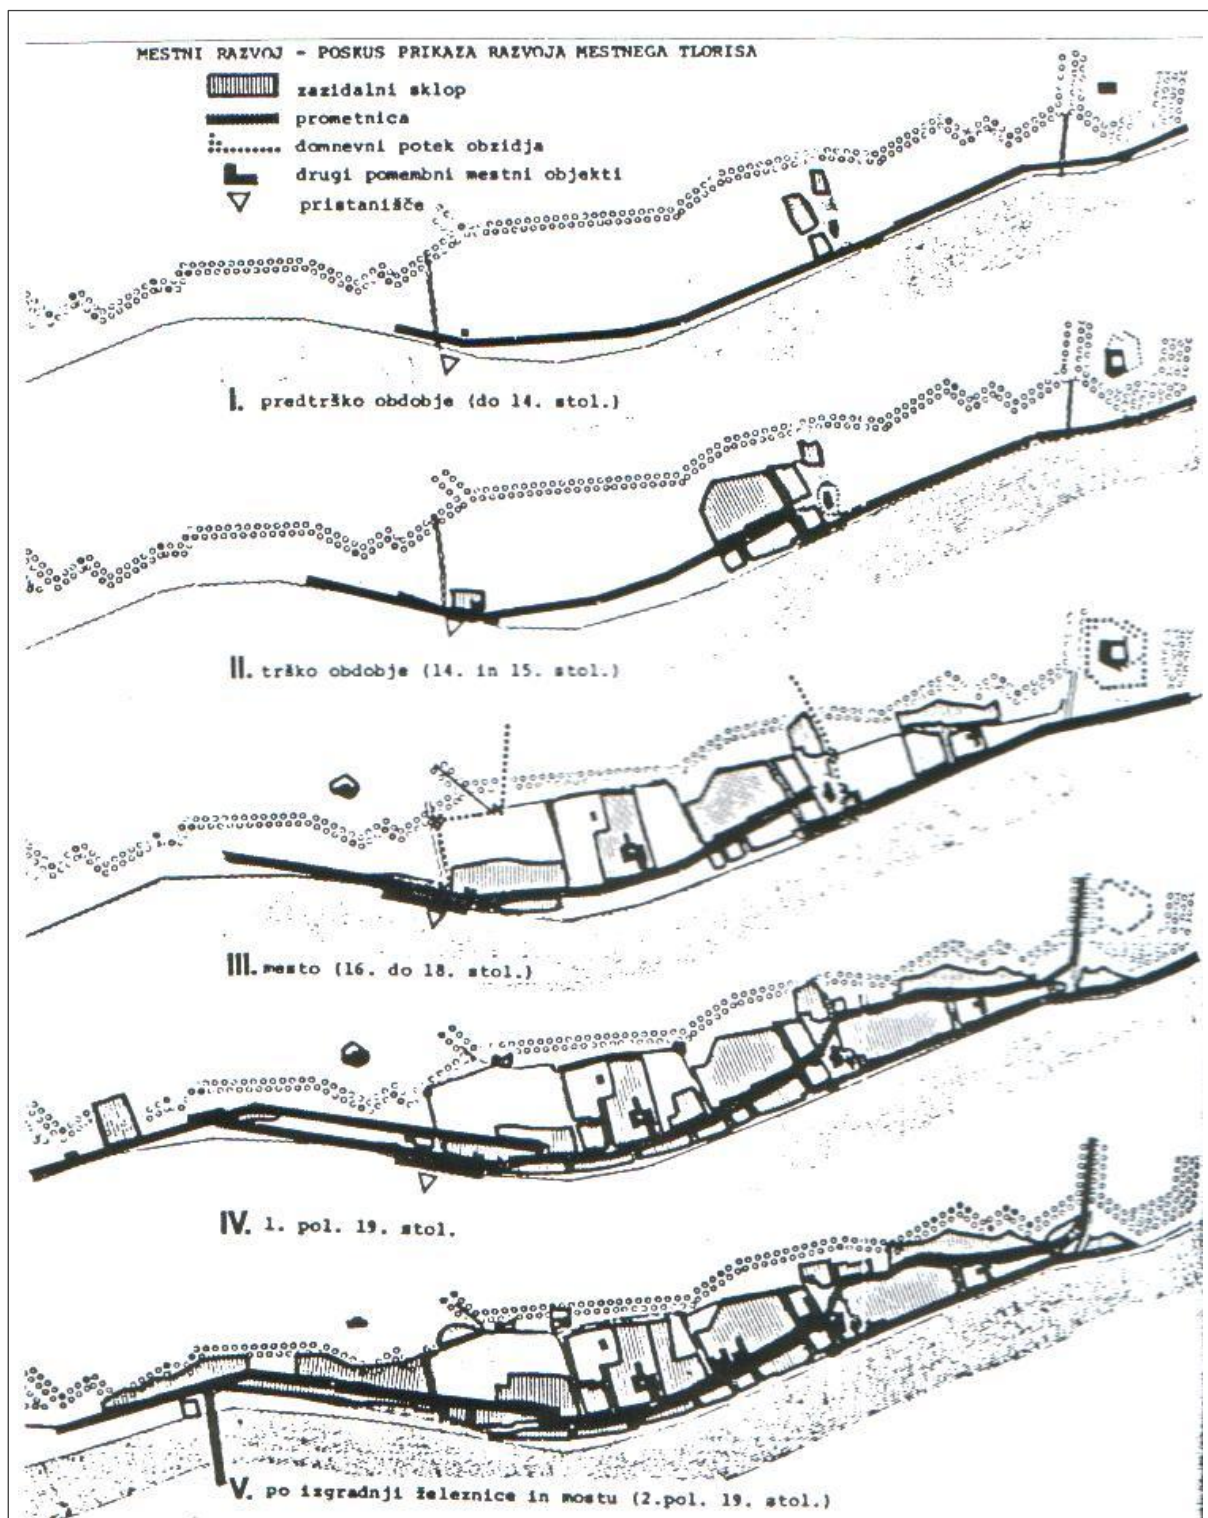 MESTNI RAZVOJ - POSKUS PRIKAZA RAZVOJA MESTNEGA TLORISA
zazidalni sklop
prometnica
domnevni potek obzidja
drugi pomembni mestni objekti
pristanišče
I. predtrško obdobje (do 14. stol.)
II. trško obdobje (14. in 15. stol.)
III. mesto (16. do 18. stol.)
IV. 1. pol. 19. stol.
V. po izgradnji železnice in mostu (2.pol. 19. stol.)